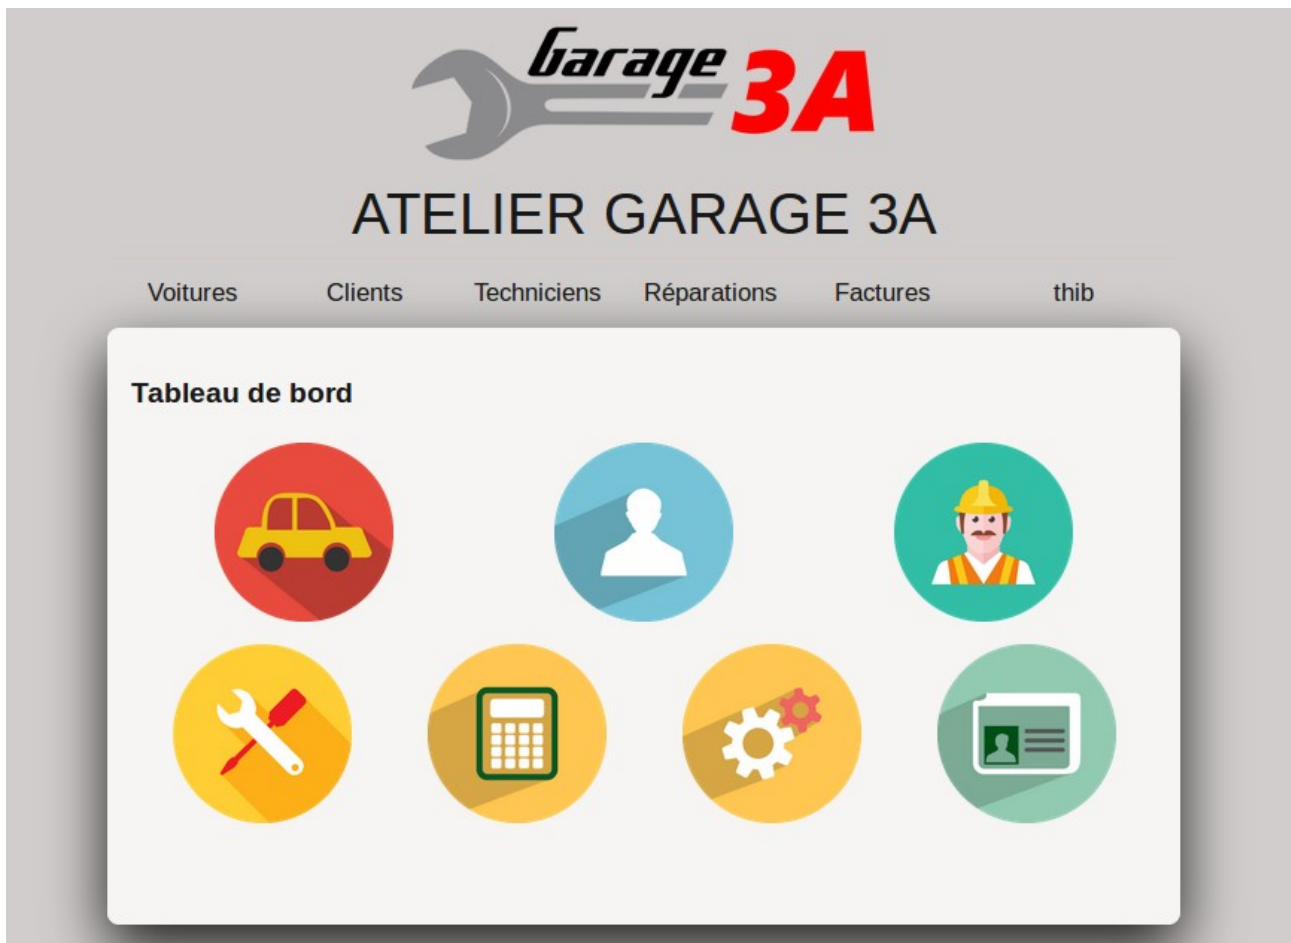 Garage 3A
ATELIER GARAGE 3A
Voitures Clients Techniciens Réparations Factures thib
Tableau de bord